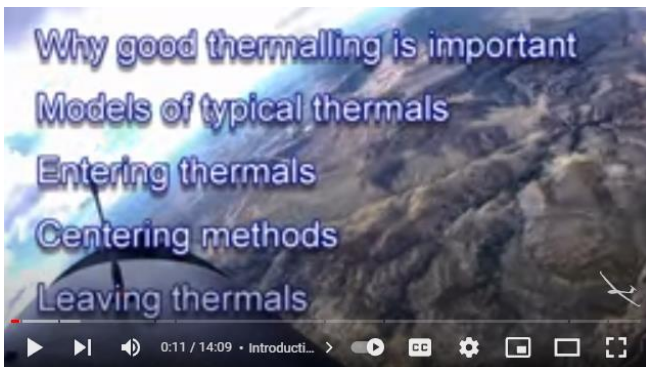 Why good thermalling is important
Models of typical thermals
Entering thermals
Centering methods
Leaving thermals
0:11 / 14:09 • Introducti... >
CC